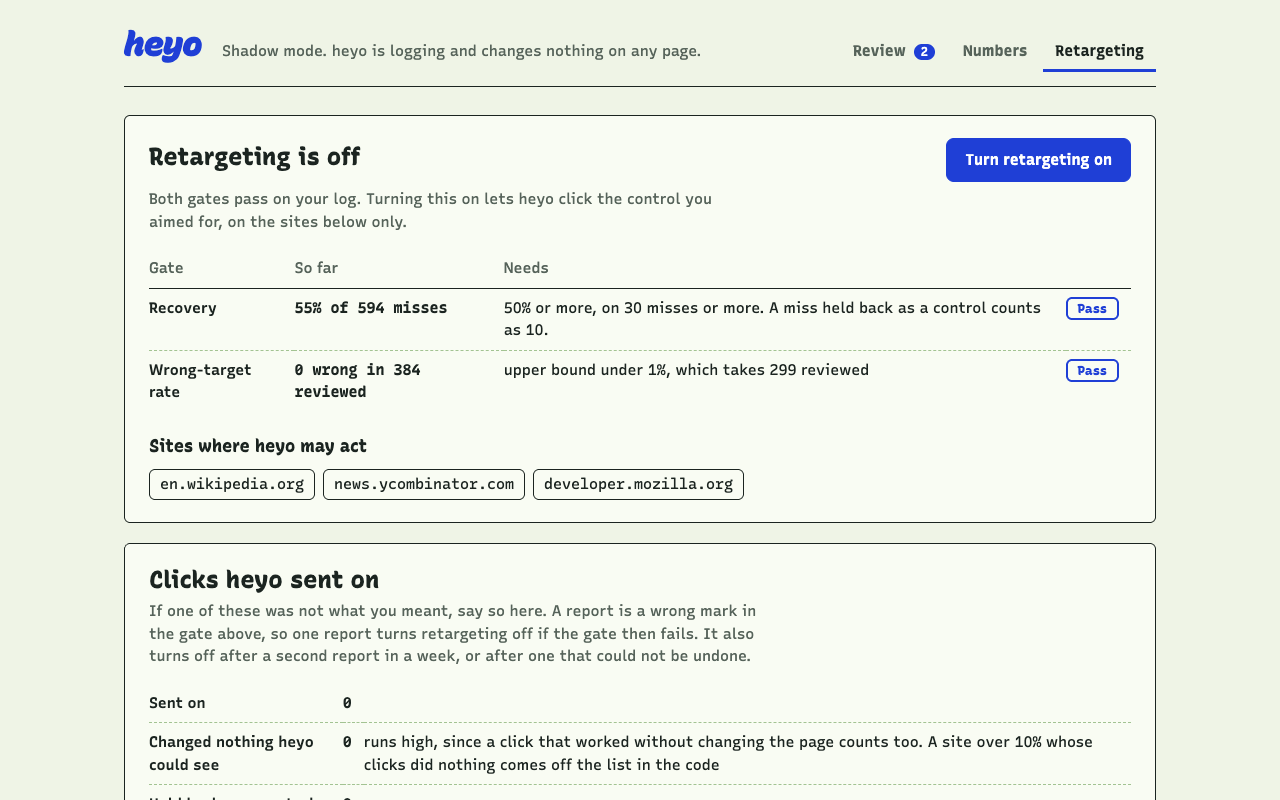 heyo
Shadow mode. heyo is logging and changes nothing on any page.
Review 2
Numbers
Retargeting
Retargeting is off
Turn retargeting on
Both gates pass on your log. Turning this on lets heyo click the control you
aimed for, on the sites below only.
Gate So far Needs
Recovery 55% of 594 misses 50% or more, on 30 misses or more. A miss held back as a control counts Pass
as 10.
Wrong-target 0 wrong in 384 upper bound under 1%, which takes 299 reviewed Pass
rate reviewed
Sites where heyo may act
en.wikipedia.org news.ycombinator.com developer.mozilla.org
Clicks heyo sent on
If one of these was not what you meant, say so here. A report is a wrong mark in
the gate above, so one report turns retargeting off if the gate then fails. It also
turns off after a second report in a week, or after one that could not be undone.
Sent on 0
Changed nothing heyo 0 runs high, since a click that worked without changing the page counts too. A site over 10% whose
could see clicks did nothing comes off the list in the code